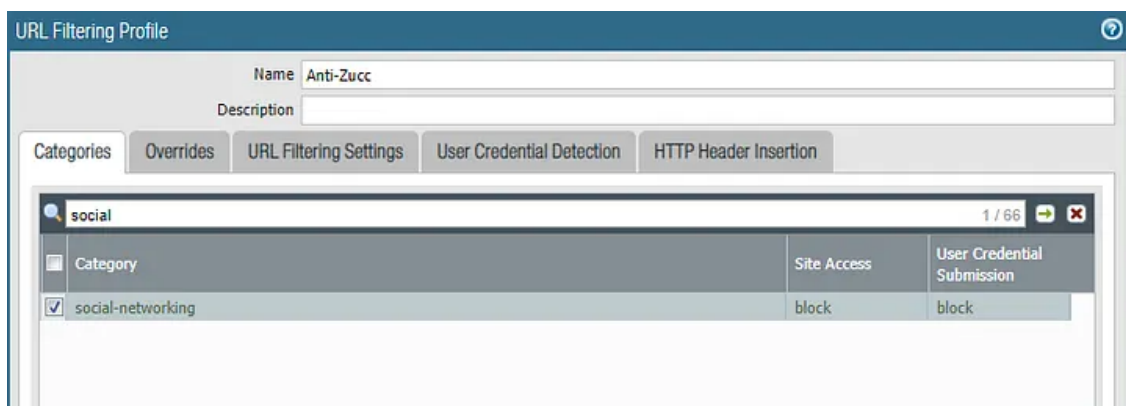 URL Filtering Profile
Name Anti-Zucc
Description
Categories Overrides URL Filtering Settings User Credential Detection HTTP Header Insertion
social 1 / 66
Category Site Access User Credential
Submission
social-networking block block